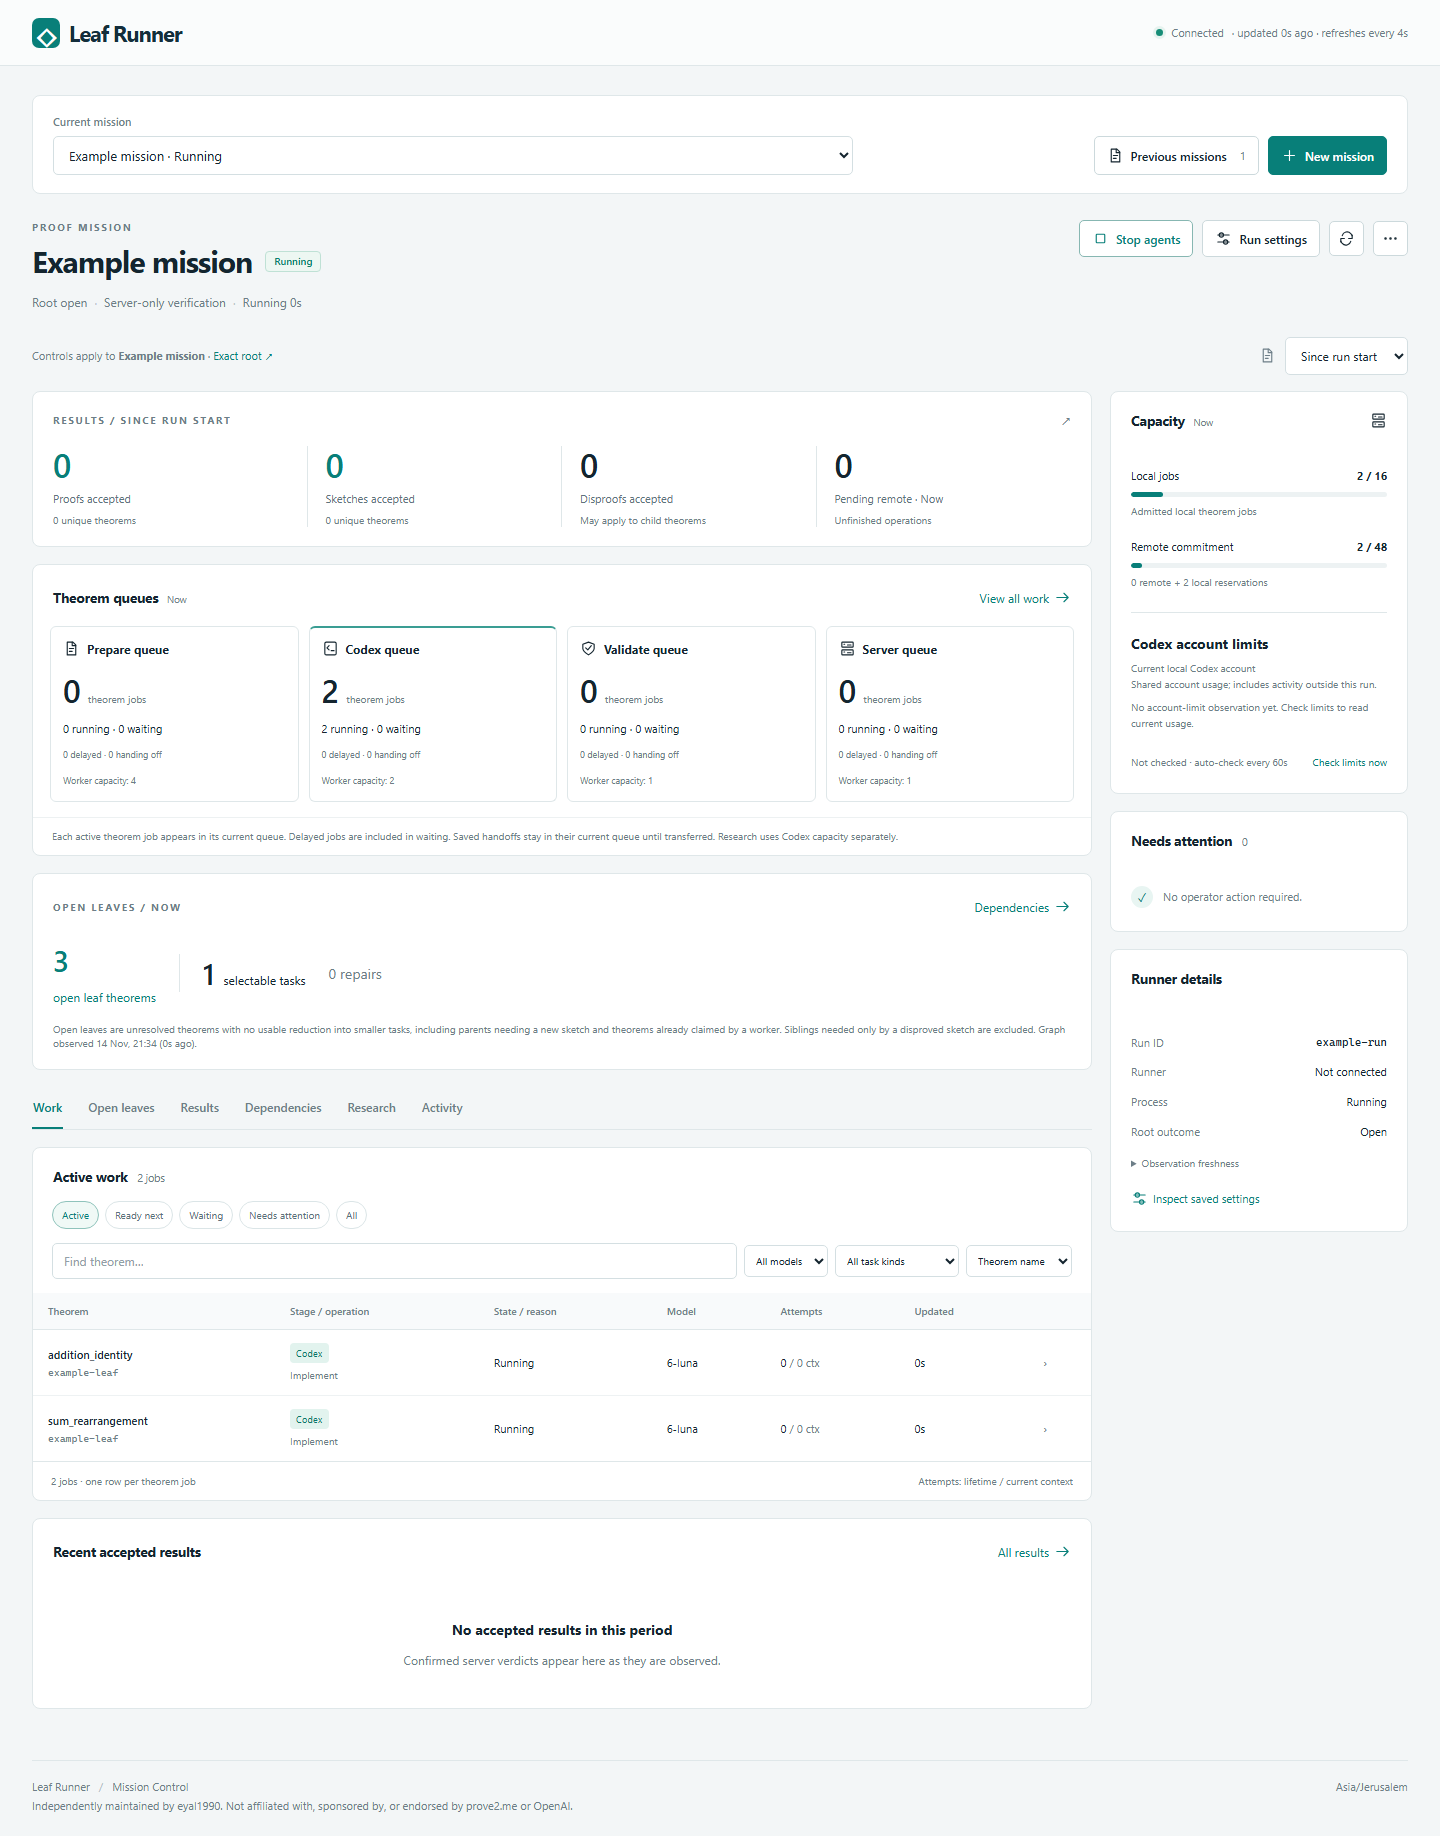 Leaf Runner
Connected · updated 0s ago · refreshes every 4s
Current mission
Example mission · Running
Previous missions 1
New mission
PROOF MISSION
Example mission Running
Stop agents
Run settings
Root open · Server-only verification · Running 0s
Controls apply to Example mission · Exact root ↗
Since run start
RESULTS / SINCE RUN START ↗
0
Proofs accepted
0 unique theorems
0
Sketches accepted
0 unique theorems
0
Disproofs accepted
May apply to child theorems
0
Pending remote · Now
Unfinished operations
Theorem queues Now
View all work →
Prepare queue
0 theorem jobs
0 running · 0 waiting
0 delayed · 0 handing off
Worker capacity: 4
Codex queue
2 theorem jobs
2 running · 0 waiting
0 delayed · 0 handing off
Worker capacity: 2
Validate queue
0 theorem jobs
0 running · 0 waiting
0 delayed · 0 handing off
Worker capacity: 1
Server queue
0 theorem jobs
0 running · 0 waiting
0 delayed · 0 handing off
Worker capacity: 1
Each active theorem job appears in its current queue. Delayed jobs are included in waiting. Saved handoffs stay in their current queue until transferred. Research uses Codex capacity separately.
OPEN LEAVES / NOW
Dependencies →
3
open leaf theorems
1 selectable tasks
0 repairs
Open leaves are unresolved theorems with no usable reduction into smaller tasks, including parents needing a new sketch and theorems already claimed by a worker. Siblings needed only by a disproved sketch are excluded. Graph
observed 14 Nov, 21:34 (0s ago).
Work Open leaves Results Dependencies Research Activity
Active work 2 jobs
Active Ready next Waiting Needs attention All
Find theorem...
All models
All task kinds
Theorem name
Theorem Stage / operation State / reason Model Attempts Updated
addition_identity
example-leaf
Codex
Implement
Running
6-luna
0 / 0 ctx
0s
›
sum_rearrangement
example-leaf
Codex
Implement
Running
6-luna
0 / 0 ctx
0s
›
2 jobs · one row per theorem job
Attempts: lifetime / current context
Recent accepted results
All results →
No accepted results in this period
Confirmed server verdicts appear here as they are observed.
Capacity Now
Local jobs 2 / 16
Admitted local theorem jobs
Remote commitment 2 / 48
0 remote + 2 local reservations
Codex account limits
Current local Codex account
Shared account usage; includes activity outside this run.
No account-limit observation yet. Check limits to read
current usage.
Not checked · auto-check every 60s
Check limits now
Needs attention 0
✓ No operator action required.
Runner details
Run ID example-run
Runner Not connected
Process Running
Root outcome Open
Observation freshness
Inspect saved settings
Leaf Runner / Mission Control
Asia/Jerusalem
Independently maintained by eyal1990. Not affiliated with, sponsored by, or endorsed by prove2.me or OpenAI.